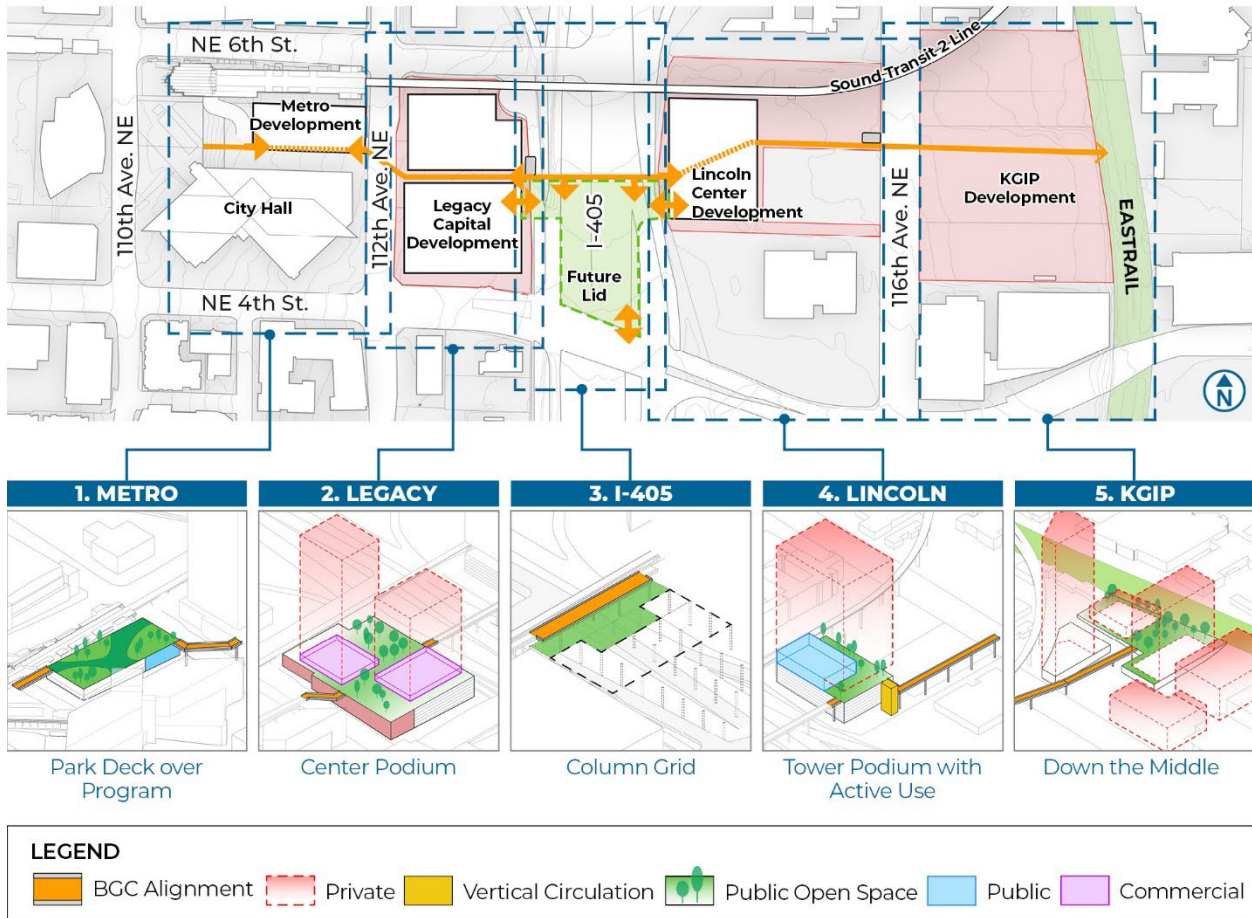 NE 6th St.
Sound Transit 2 Line
Metro
Development
110th Ave. NE
112th Ave. NE
City Hall
Legacy
Capital
Development
I-405
Future
Lid
Lincoln
Center
Development
116th Ave. NE
KGIP
Development
EASTRAIL
NE 4th St.
N
1. METRO
2. LEGACY
3. I-405
4. LINCOLN
5. KGIP
Park Deck over
Program
Center Podium
Column Grid
Tower Podium with
Active Use
Down the Middle
LEGEND
BGC Alignment
Private
Vertical Circulation
Public Open Space
Public
Commercial